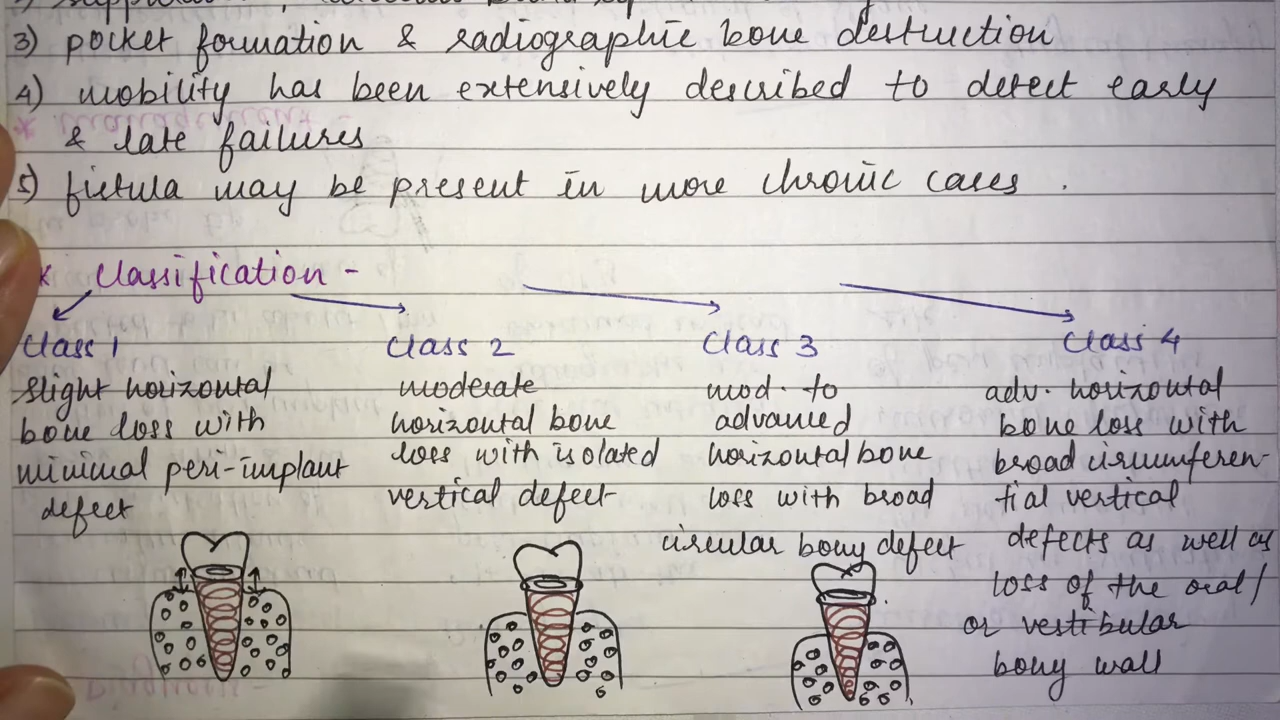 3) pocket formation & radiographic bone destruction
4) mobility has been extensively described to detect early
& late failures
5) fistula may be present in more chronic cases.
* Classification -
Class 1
slight horizontal
bone loss with
minimal peri-implant
defect
Class 2
moderate
horizontal bone
loss with isolated
vertical defect
Class 3
mod. to
advanced
horizontal bone
loss with broad
circular bony defect
Class 4
adv. horizontal
bone loss with
broad circumferen-
tial vertical
defects as well as
loss of the oral/
or vestibular
bony wall